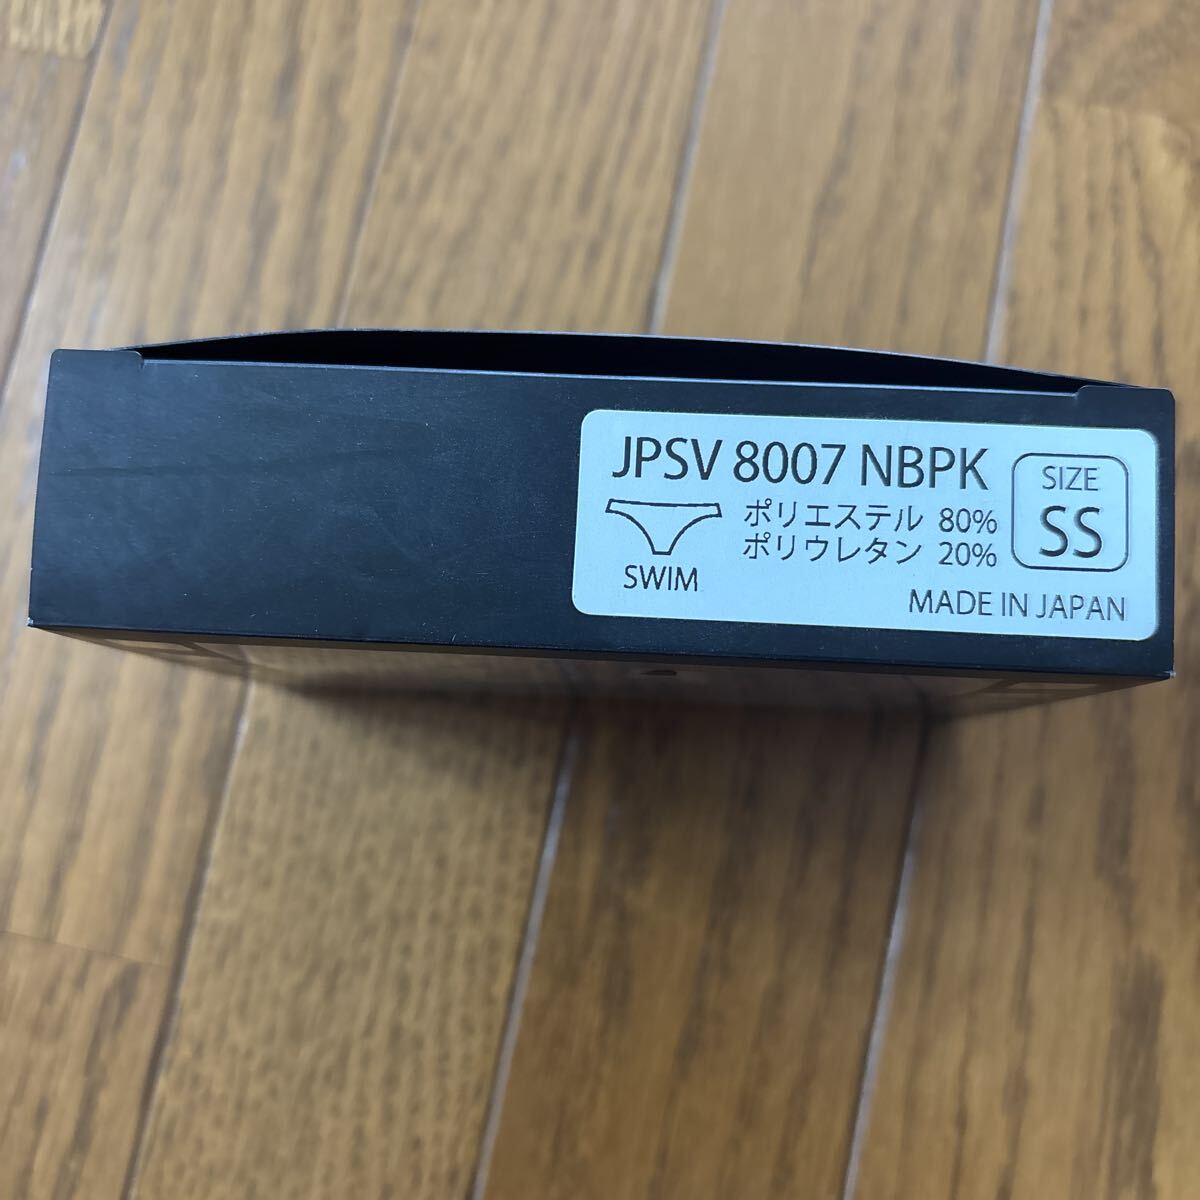 JPSV 8007 NBPK
ポリエステル 80%
ポリウレタン 20%
SWIM
SIZE
SS
MADE IN JAPAN